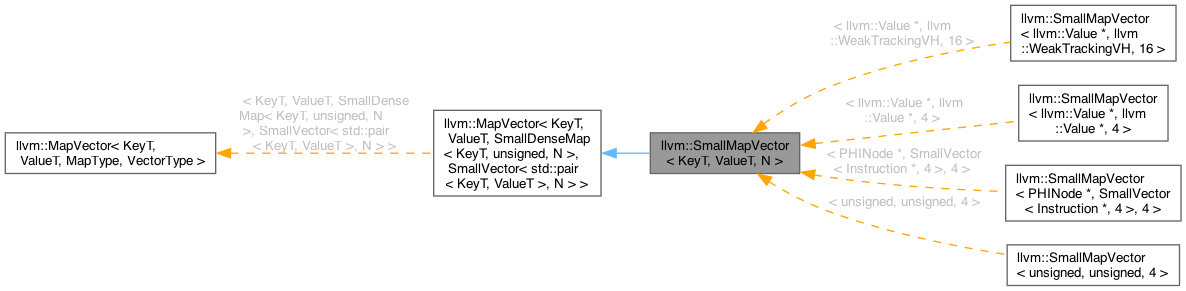 llvm::MapVector< KeyT,
ValueT, MapType, VectorType >
< KeyT, ValueT, SmallDense
Map< KeyT, unsigned, N
>, SmallVector< std::pair
< KeyT, ValueT >, N > >
llvm::MapVector< KeyT,
ValueT, SmallDenseMap
< KeyT, unsigned, N >,
SmallVector< std::pair
< KeyT, ValueT >, N > >
llvm::SmallMapVector
< KeyT, ValueT, N >
< llvm::Value *, llvm
::WeakTrackingVH, 16 >
llvm::SmallMapVector
< llvm::Value *, llvm
::WeakTrackingVH, 16 >
< llvm::Value *, llvm
::Value *, 4 >
llvm::SmallMapVector
< llvm::Value *, llvm
::Value *, 4 >
< PHINode *, SmallVector
< Instruction *, 4 >, 4 >
llvm::SmallMapVector
< PHINode *, SmallVector
< Instruction *, 4 >, 4 >
< unsigned, unsigned, 4 >
llvm::SmallMapVector
< unsigned, unsigned, 4 >